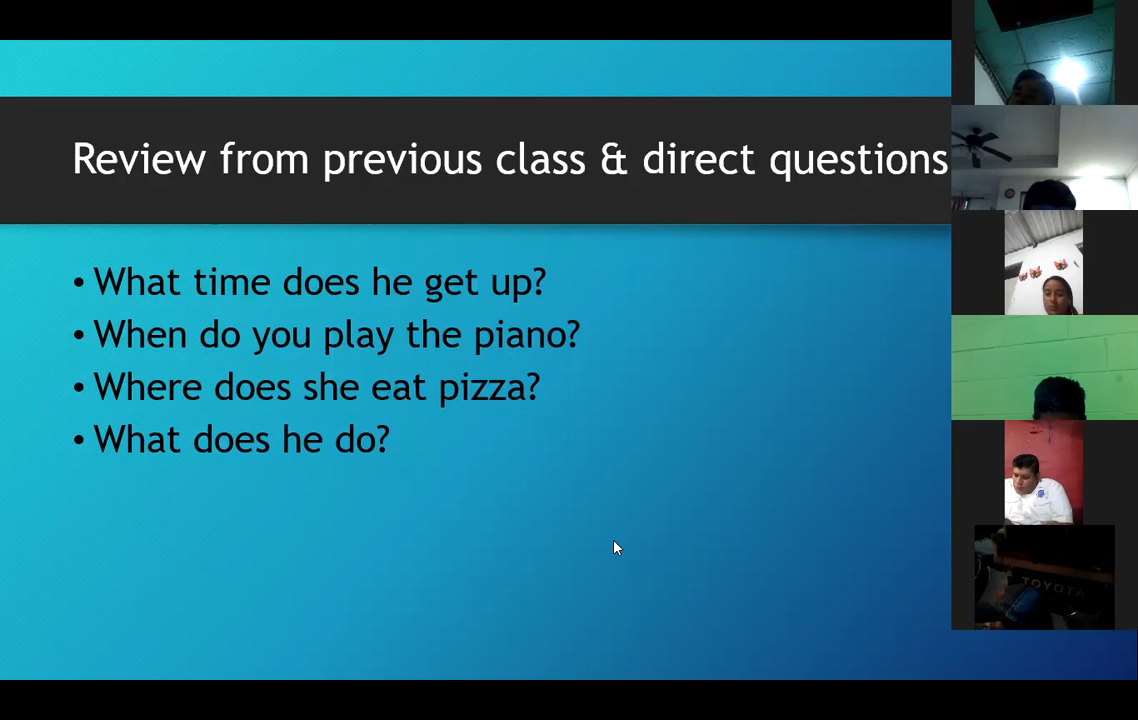 Review from previous class & direct questions
• What time does he get up?
• When do you play the piano?
• Where does she eat pizza?
• What does he do?
TOYOTA